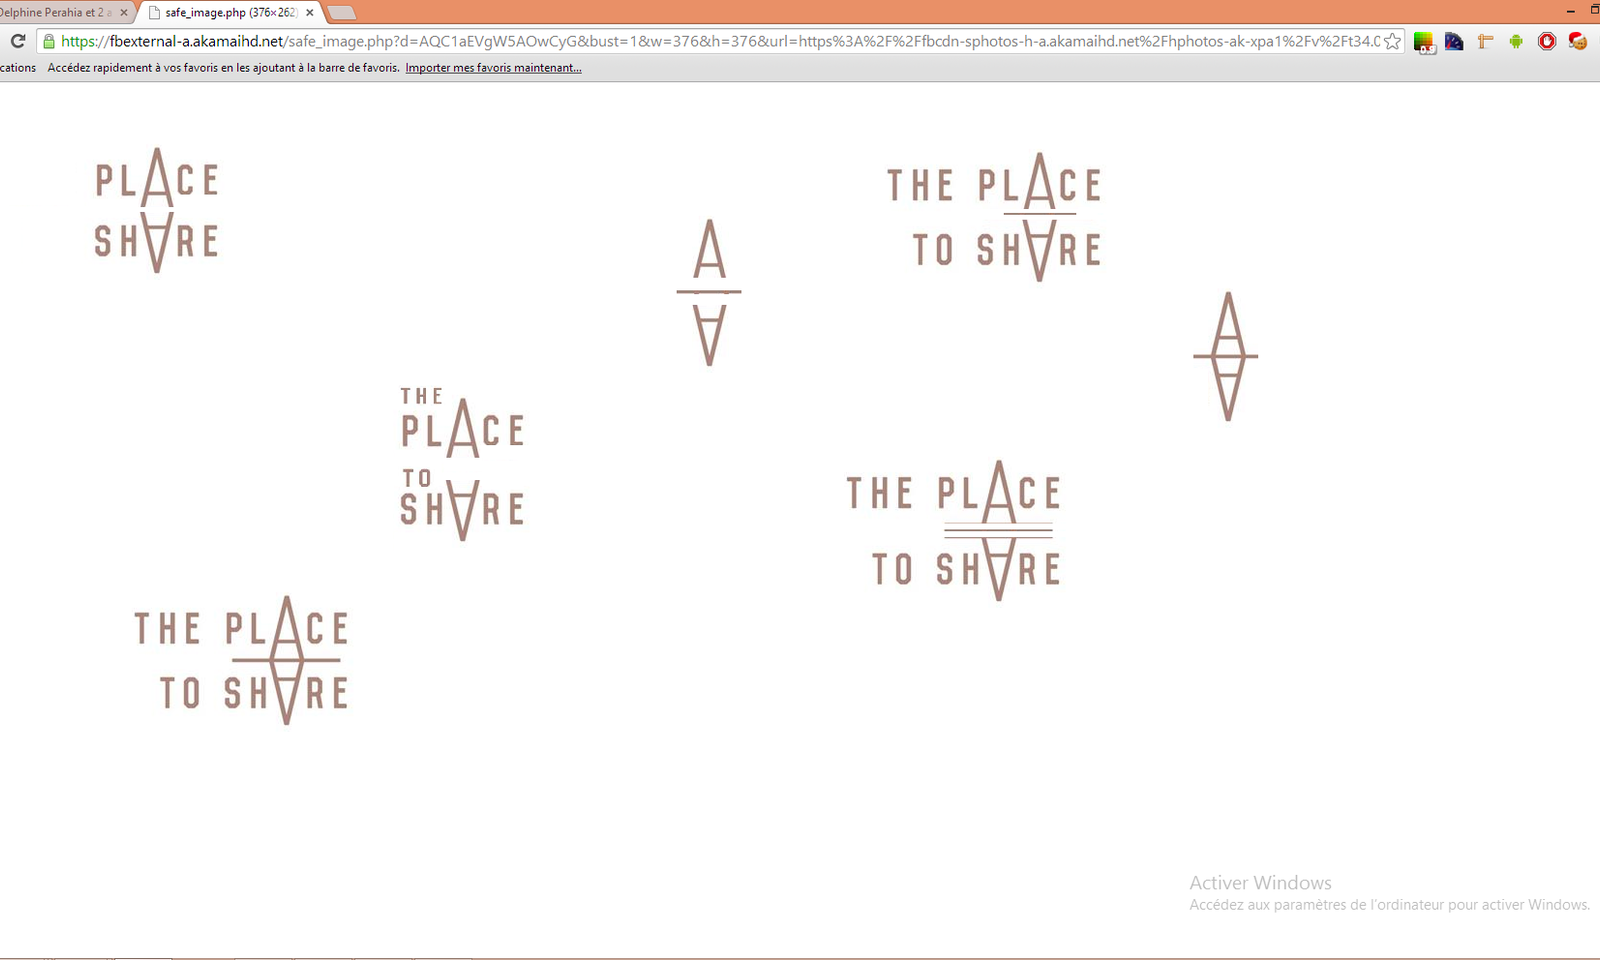 Delphine Perahia et 2 a
safe_image.php (376×262)
https://fbexternal-a.akamaihd.net/safe_image.php?d=AQC1aEVgW5AOwCyG&bust=1&w=376&h=376&url=https%3A%2F%2Ffbcdn-sphotos-h-a.akamaihd.net%2Fhphotos-ak-xpa1%2Fv%2Ft34.0
cations Accédez rapidement à vos favoris en les ajoutant à la barre de favoris. Importer mes favoris maintenant...
PLACE
SHARE
A
A
THE PLACE
TO SHARE
A
A
THE
PLACE
TO
SHARE
THE PLACE
TO SHARE
THE PLACE
TO SHARE
Activer Windows
Accédez aux paramètres de l'ordinateur pour activer Windows.